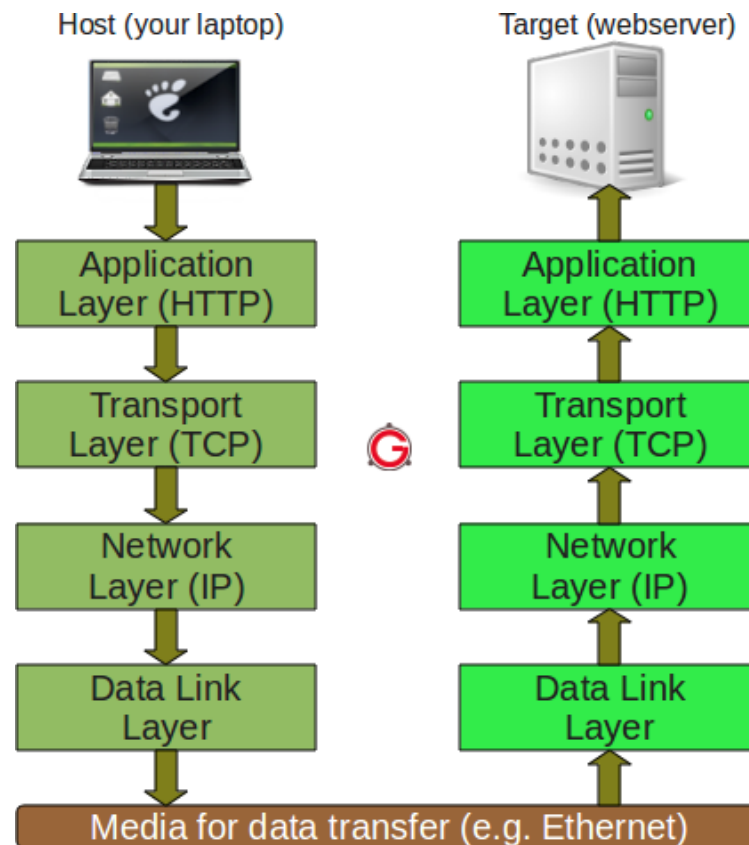 Host (your laptop)
Target (webserver)
Application
Layer (HTTP)
Transport
Layer (TCP)
Network
Layer (IP)
Data Link
Layer
G
Application
Layer (HTTP)
Transport
Layer (TCP)
Network
Layer (IP)
Data Link
Layer
Media for data transfer (e.g. Ethernet)